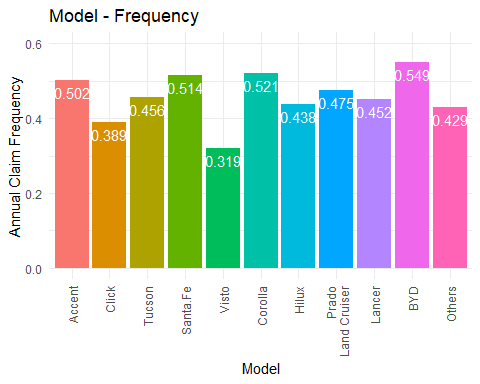 Model - Frequency
Annual Claim Frequency
0.6
0.4
0.2
0.0
0.502
0.389
0.456
0.514
0.319
0.521
0.438
0.475
0.452
0.549
0.429
Accent
Click
Tucson
Santa.Fe
Visto
Corolla
Hilux
Prado
Land Cruiser
Lancer
BYD
Others
Model